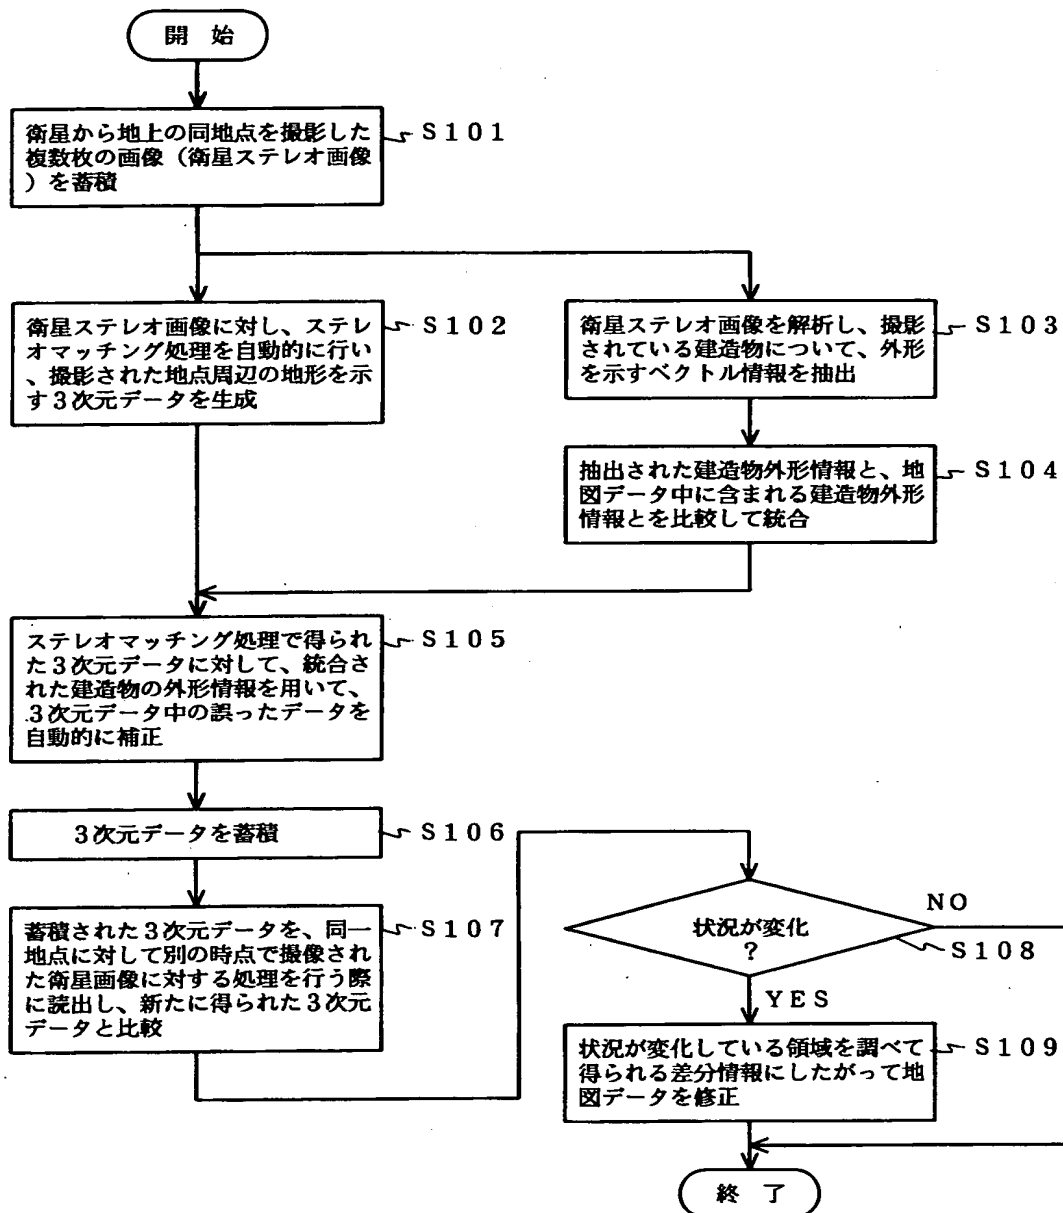 開 始
衛星から地上の同地点を撮影した
複数枚の画像（衛星ステレオ画像
）を蓄積
S101
衛星ステレオ画像に対し、ステレ
オマッチング処理を自動的に行い
、撮影された地点周辺の地形を示
す3次元データを生成
S102
衛星ステレオ画像を解析し、撮影
されている建造物について、外形
を示すベクトル情報を抽出
S103
抽出された建造物外形情報と、地
図データ中に含まれる建造物外形
情報とを比較して統合
S104
ステレオマッチング処理で得られ
た3次元データに対して、統合さ
れた建造物の外形情報を用いて、
3次元データ中の誤ったデータを
自動的に補正
S105
3次元データを蓄積
S106
蓄積された3次元データを、同一
地点に対して別の時点で撮像され
た衛星画像に対する処理を行う際
に読出し、新たに得られた3次元
データと比較
S107
状況が変化
？
NO
S108
YES
状況が変化している領域を調べて
得られる差分情報にしたがって地
図データを修正
S109
終 了